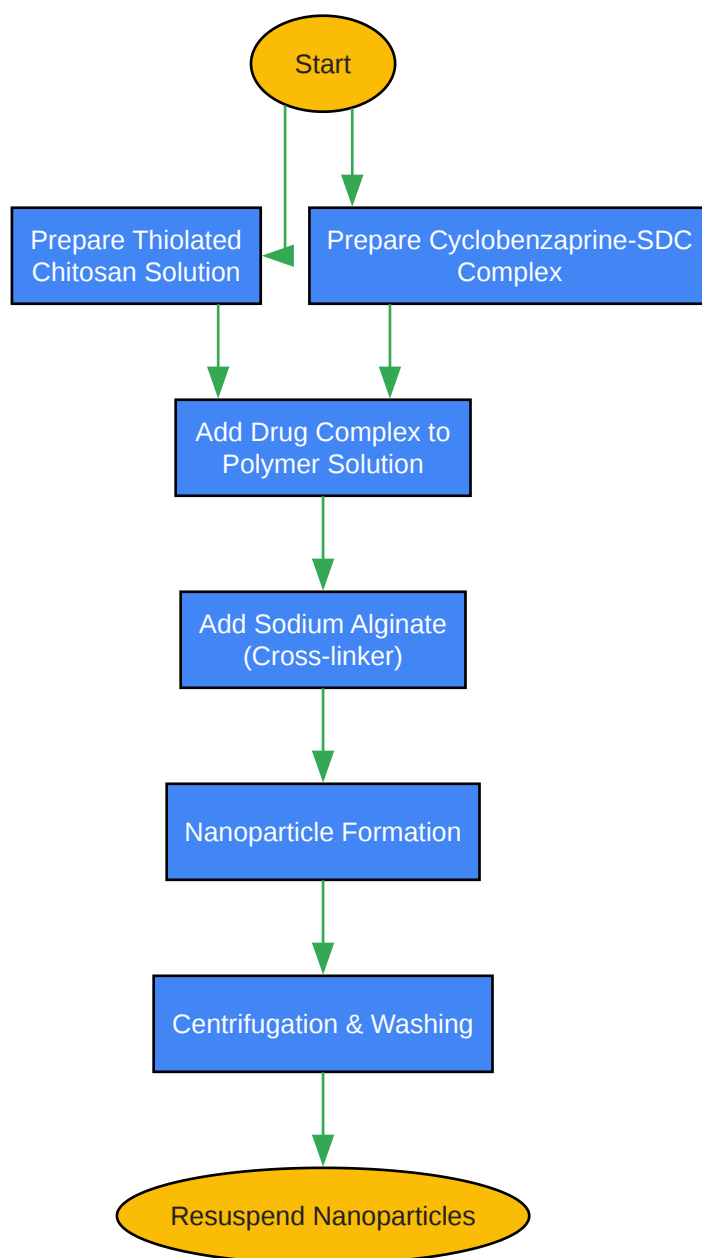 Start
Prepare Thiolated
Chitosan Solution
Prepare Cyclobenzaprine-SDC
Complex
Add Drug Complex to
Polymer Solution
Add Sodium Alginate
(Cross-linker)
Nanoparticle Formation
Centrifugation & Washing
Resuspend Nanoparticles